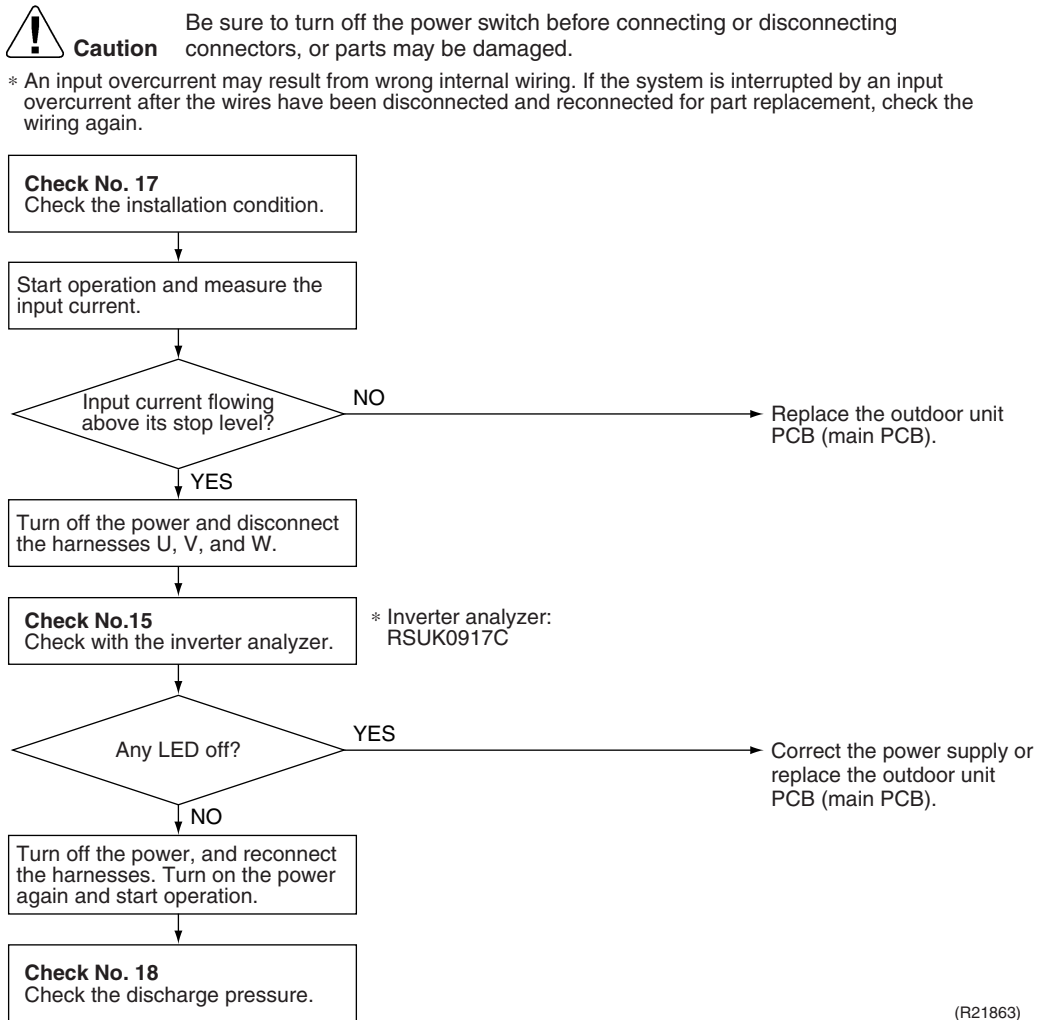 Caution
Be sure to turn off the power switch before connecting or disconnecting
connectors, or parts may be damaged.
* An input overcurrent may result from wrong internal wiring. If the system is interrupted by an input
overcurrent after the wires have been disconnected and reconnected for part replacement, check the
wiring again.
Check No. 17
Check the installation condition.
Start operation and measure the
input current.
Input current flowing
above its stop level?
NO
Replace the outdoor unit
PCB (main PCB).
YES
Turn off the power and disconnect
the harnesses U, V, and W.
Check No.15
Check with the inverter analyzer.
* Inverter analyzer:
RSUK0917C
Any LED off?
YES
Correct the power supply or
replace the outdoor unit
PCB (main PCB).
NO
Turn off the power, and reconnect
the harnesses. Turn on the power
again and start operation.
Check No. 18
Check the discharge pressure.
(R21863)